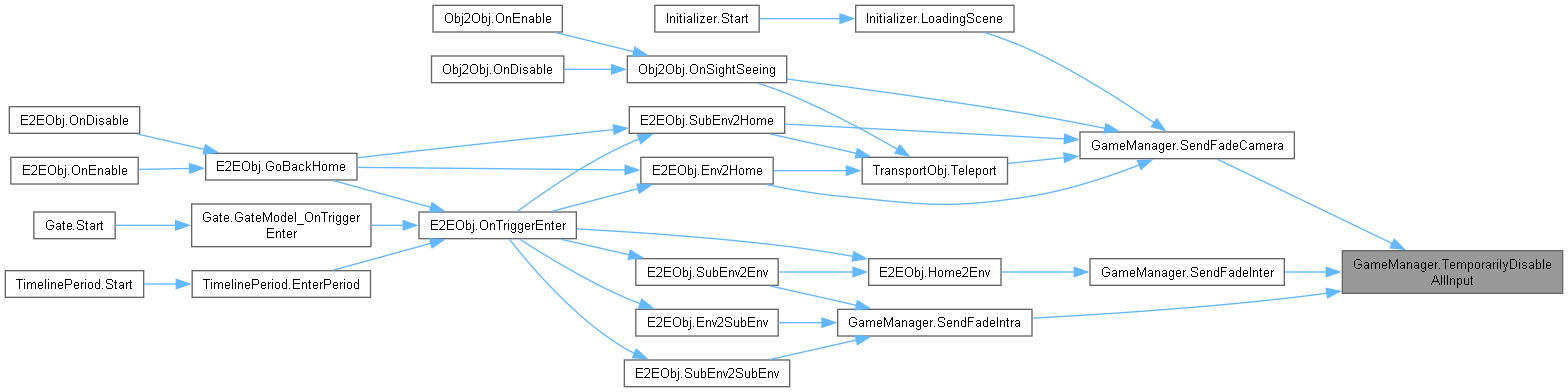 Obj2Obj.OnEnable
Initializer.Start
Initializer.LoadingScene
Obj2Obj.OnDisable
Obj2Obj.OnSightSeeing
E2EObj.OnDisable
E2EObj.SubEnv2Home
GameManager.SendFadeCamera
E2EObj.OnEnable
E2EObj.GoBackHome
E2EObj.Env2Home
TransportObj.Teleport
Gate.Start
Gate.GateModel_OnTrigger
Enter
E2EObj.OnTriggerEnter
TimelinePeriod.Start
TimelinePeriod.EnterPeriod
E2EObj.SubEnv2Env
E2EObj.Home2Env
GameManager.SendFadeInter
GameManager.TemporarilyDisable
AllInput
E2EObj.Env2SubEnv
GameManager.SendFadeIntra
E2EObj.SubEnv2SubEnv